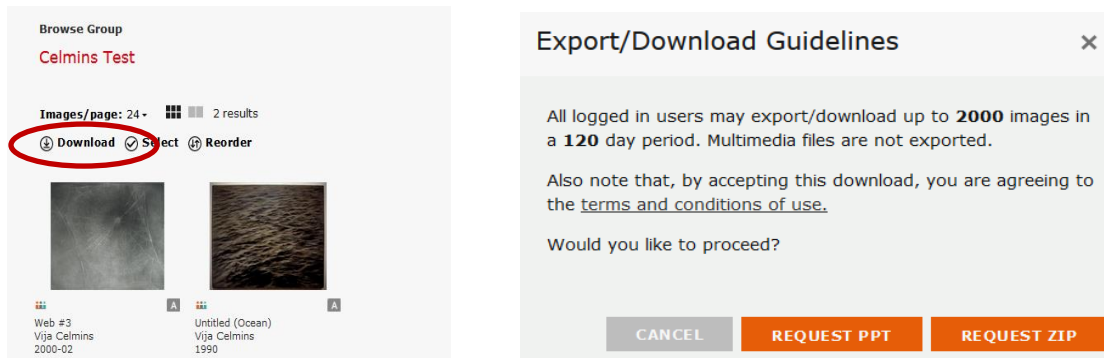 Browse Group
Celmins Test
Images/page: 24 2 results
Download Select Reorder
A A
Web #3
Vija Celmins
2000-02
Untitled (Ocean)
Vija Celmins
1990
Export/Download Guidelines ×
All logged in users may export/download up to 2000 images in
a 120 day period. Multimedia files are not exported.
Also note that, by accepting this download, you are agreeing to
the terms and conditions of use.
Would you like to proceed?
CANCEL REQUEST PPT REQUEST ZIP